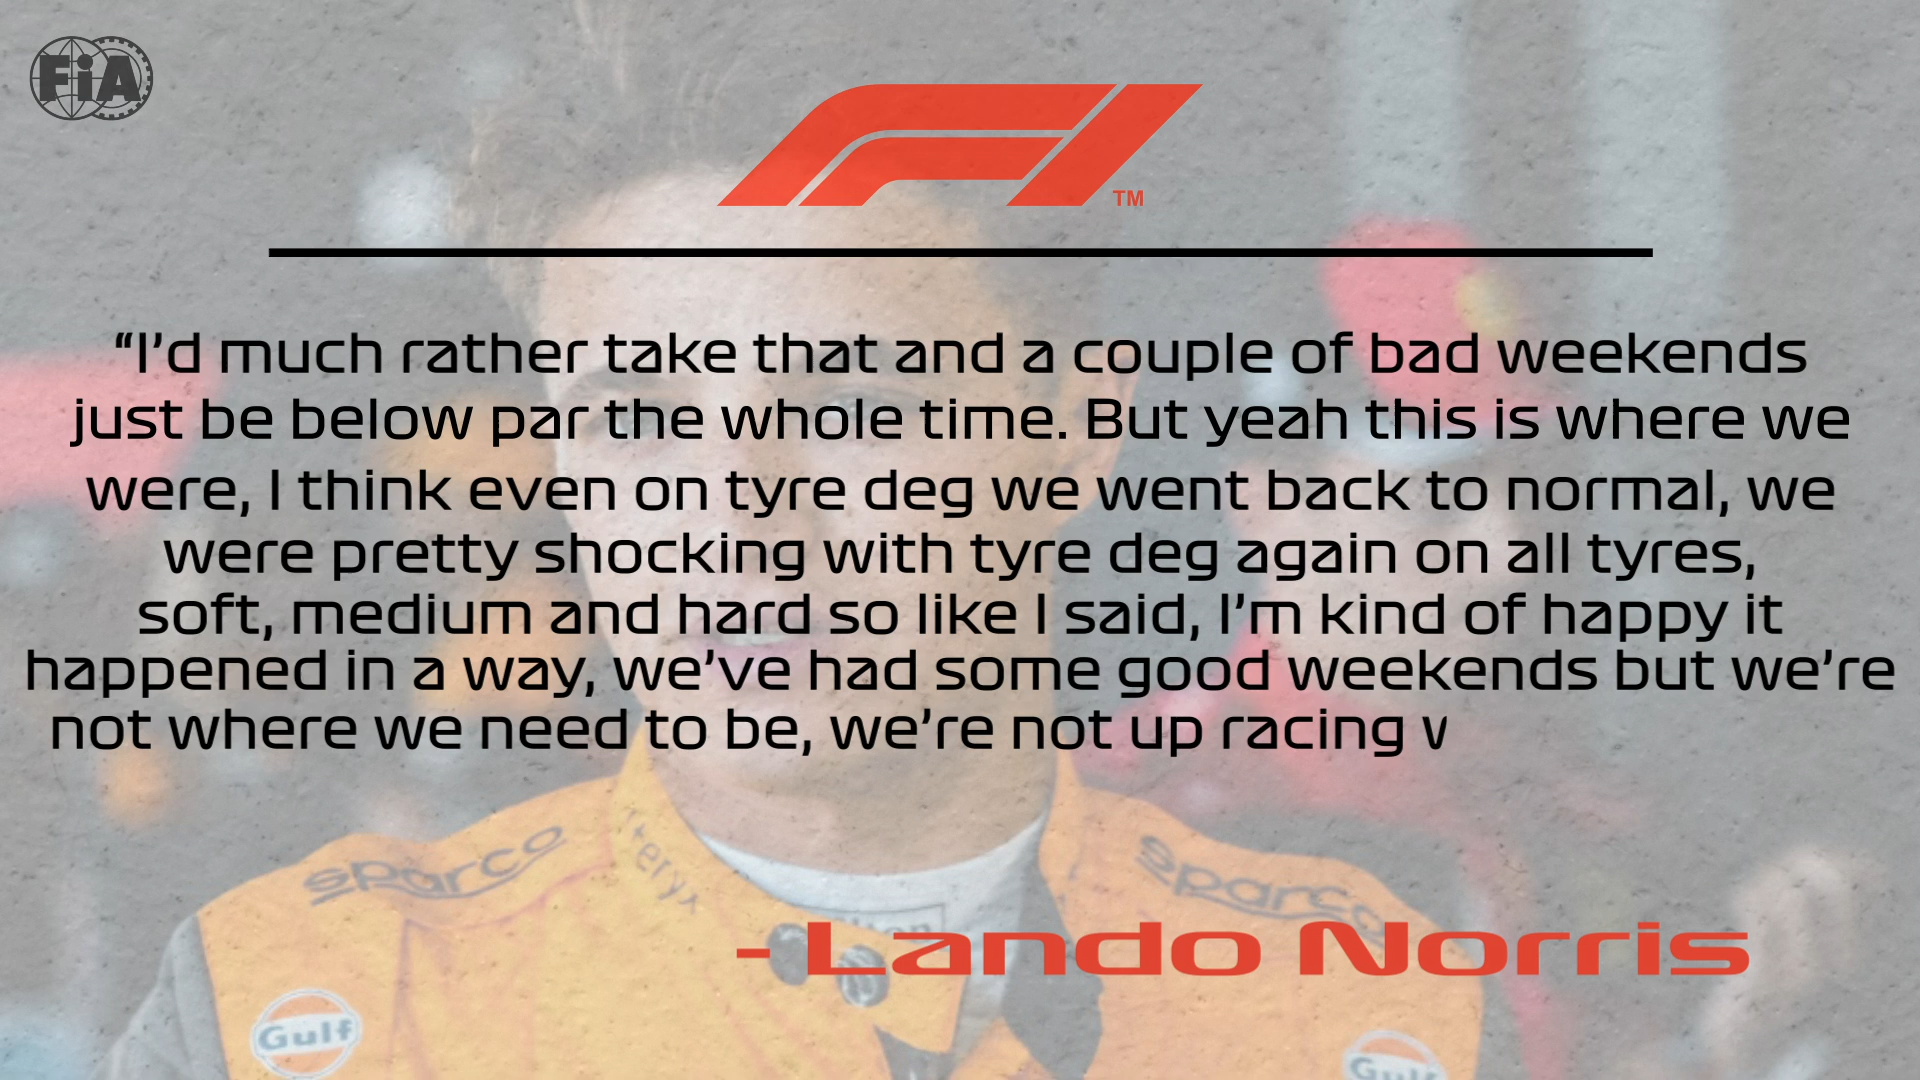 FiA
F1
TM
“I’d much rather take that and a couple of bad weekends
just be below par the whole time. But yeah this is where we
were, I think even on tyre deg we went back to normal, we
were pretty shocking with tyre deg again on all tyres,
soft, medium and hard so like I said, I’m kind of happy it
happened in a way, we’ve had some good weekends but we’re
not where we need to be, we’re not up racing
sparco
sparco
- Lando Norris
Gulf
Gulf